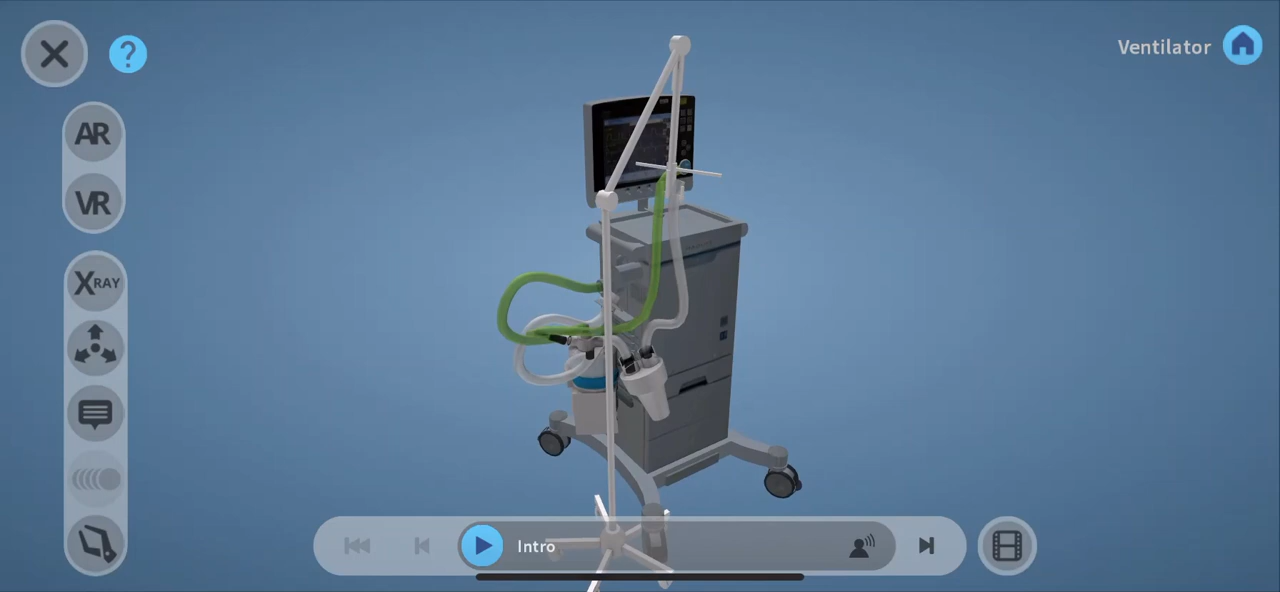 ?
Ventilator
AR
VR
XRAY
Intro